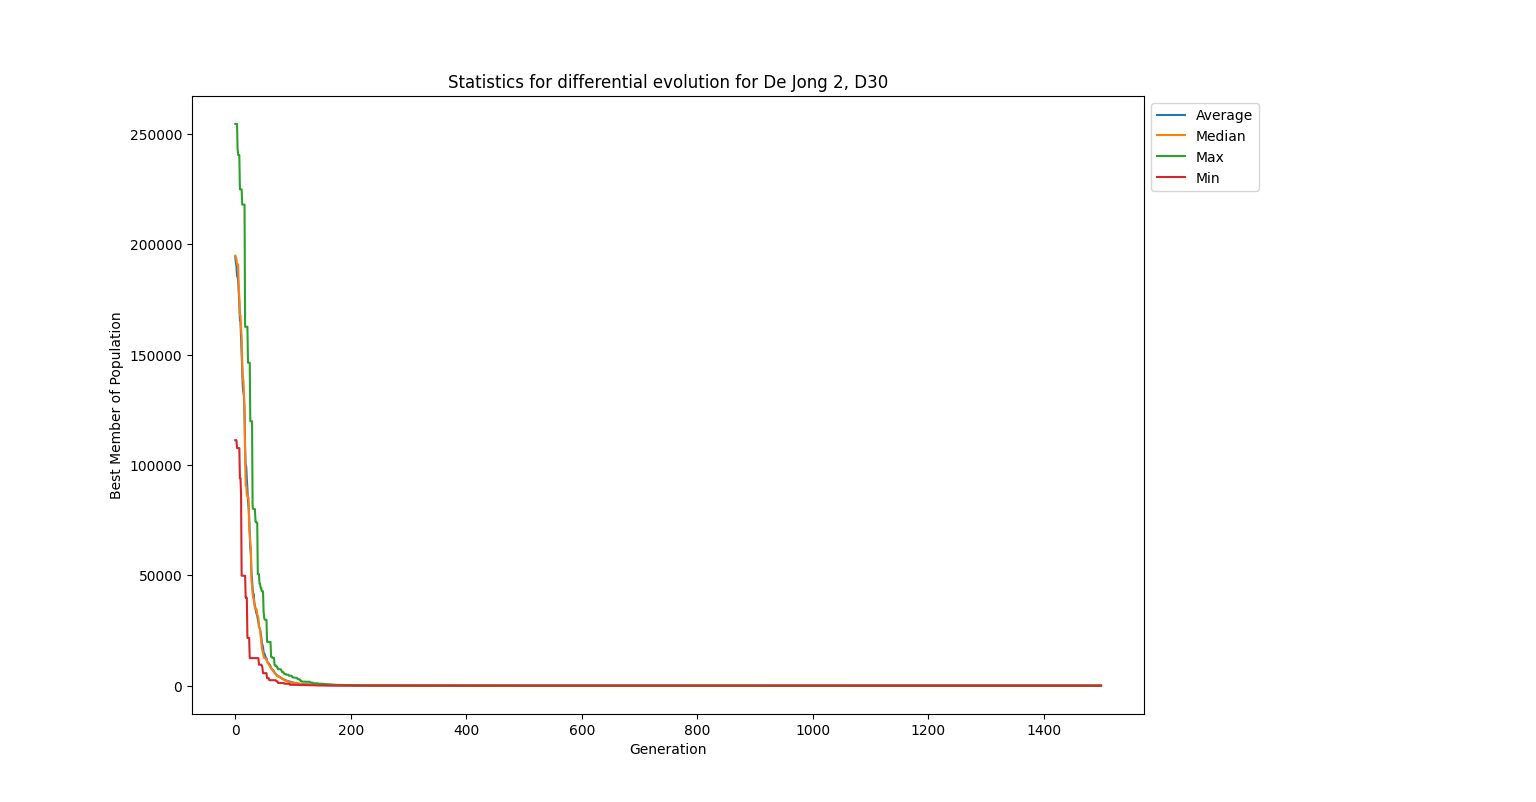 Statistics for differential evolution for De Jong 2, D30
Average
Median
Max
Min
250000
200000
150000
100000
50000
0
Best Member of Population
0 200 400 600 800 1000 1200 1400
Generation